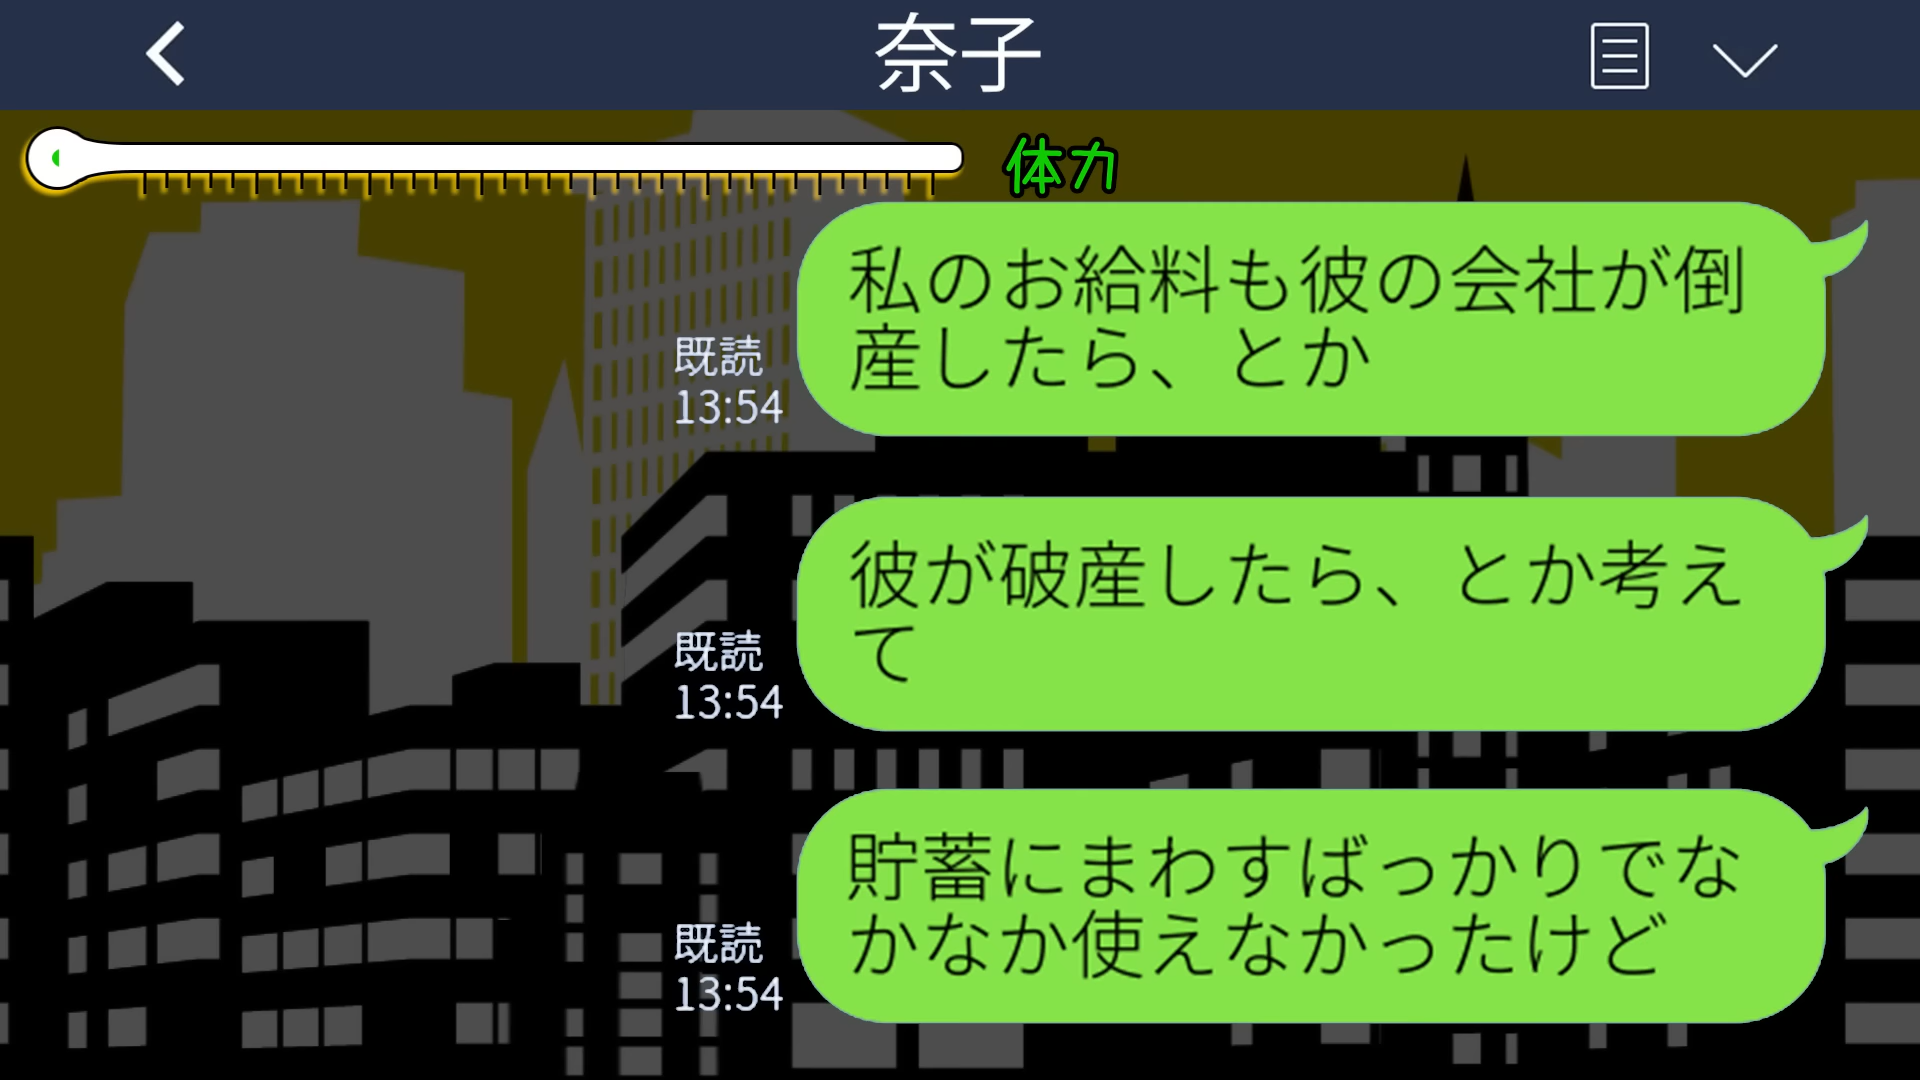 奈子
体力
私のお給料も彼の会社が倒
産したら、とか
既読
13:54
彼が破産したら、とか考え
て
既読
13:54
貯蓄にまわすばっかりでな
かなか使えなかったけど
既読
13:54